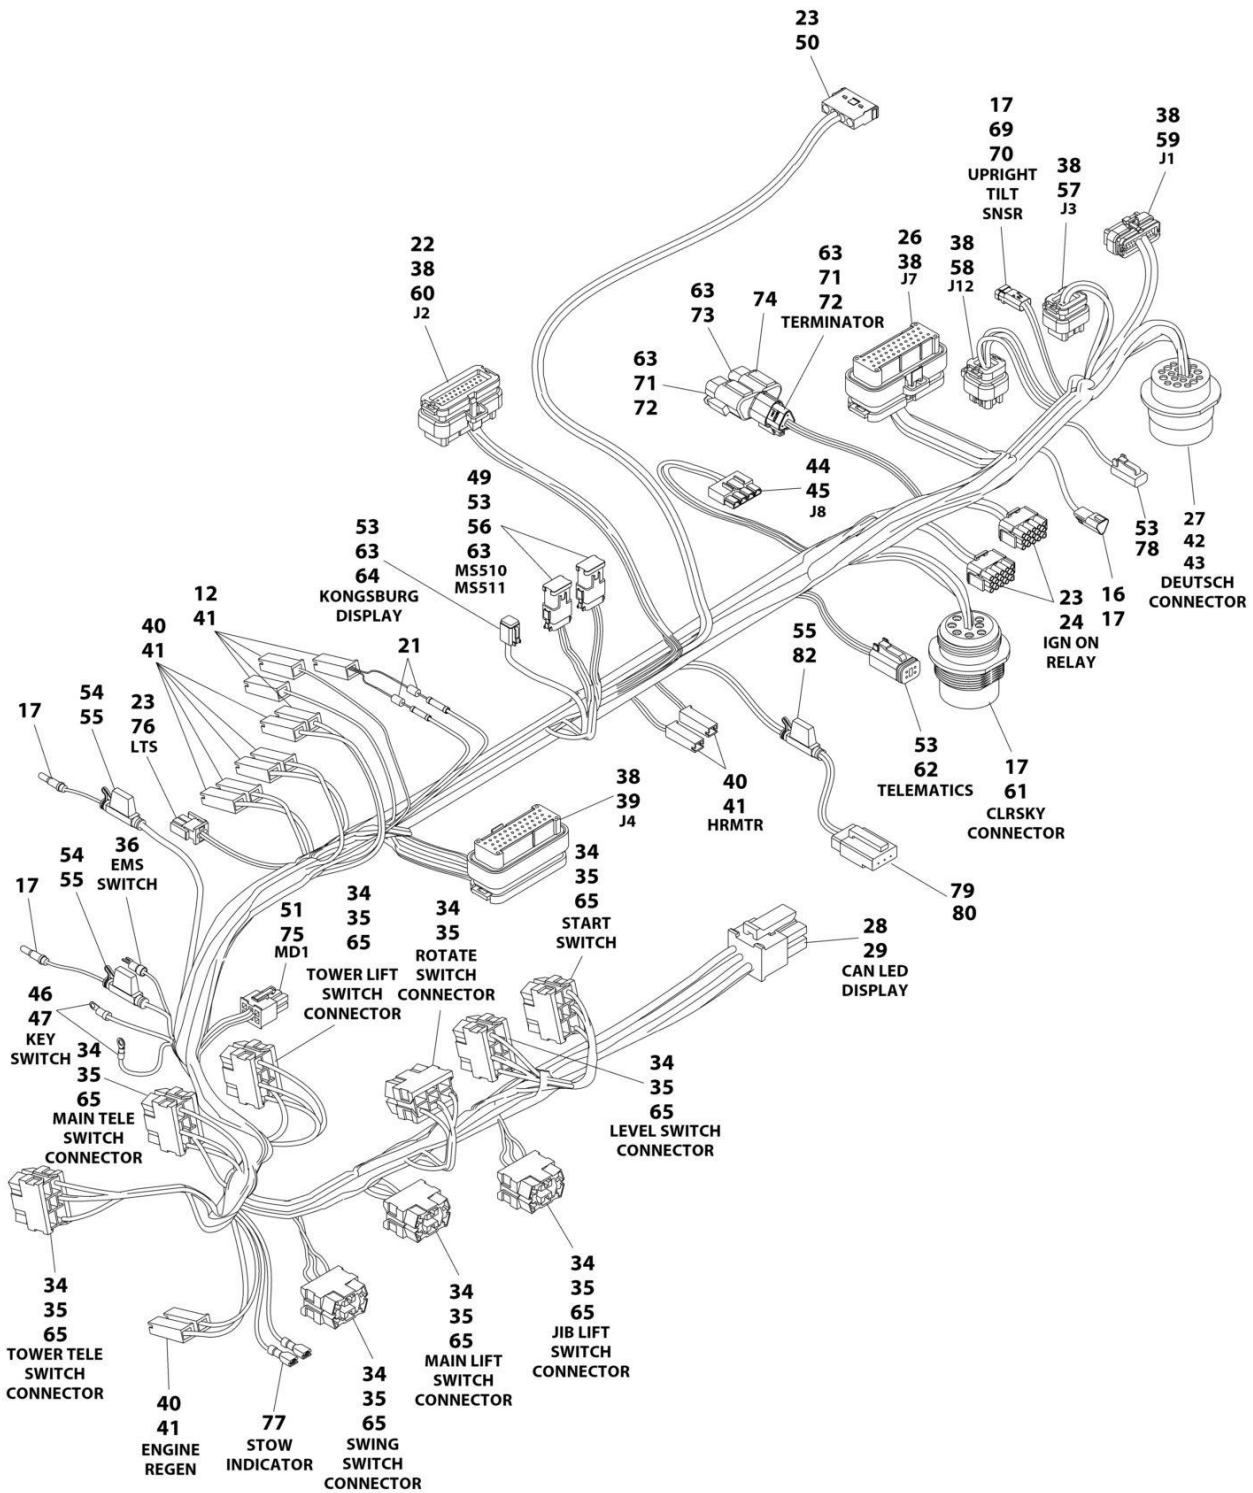 23
50
17
69
70
UPRIGHT
TILT
SNSR
38
59
J1
38
57
J3
22
38
60
J2
26
38
J7
38
58
J12
63
71
72
TERMINATOR
63
73
74
63
71
72
49
53
56
63
MS510
MS511
44
45
J8
53
63
64
KONGSBURG
DISPLAY
53
78
27
42
43
DEUTSCH
CONNECTOR
12
41
40
41
21
23
24
IGN ON
RELAY
16
17
55
82
17
54
55
23
76
LTS
53
62
TELEMATICS
17
61
CLRSKY
CONNECTOR
40
41
HRMTR
38
39
J4
36
EMS
SWITCH
54
55
17
34
35
65
START
SWITCH
79
80
51
75
MD1
34
35
65
TOWER LIFT
SWITCH
CONNECTOR
34
35
ROTATE
SWITCH
CONNECTOR
28
29
CAN LED
DISPLAY
46
47
KEY
SWITCH
34
35
65
MAIN TELE
SWITCH
CONNECTOR
34
35
65
LEVEL SWITCH
CONNECTOR
34
35
65
TOWER TELE
SWITCH
CONNECTOR
40
41
ENGINE
REGEN
77
STOW
INDICATOR
34
35
65
SWING
SWITCH
CONNECTOR
34
35
65
MAIN LIFT
SWITCH
CONNECTOR
34
35
65
JIB LIFT
SWITCH
CONNECTOR